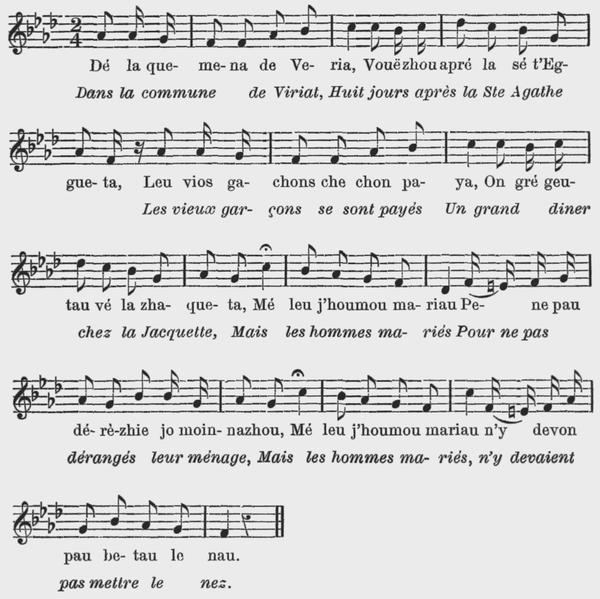 Dé la que- me-na de Ve- ria, Vouëzhou apré la sé t'Eg-
Dans la commune de Viriat, Huit jours après la Ste Agathe
gue- ta, Leu vios ga- chons che chon pa- ya, On gré geu-
Les vieux gar- çons se sont payés Un grand diner
tau vé la zha- que- ta, Mé leu j'houmou ma- riau Pe- ne pau
chez la Jacquette, Mais les hommes ma- riés Pour ne pas
dé- rè-zhie jo moin- nazhou, Mé leu j'houmou mariau n'y devon
dérangés leur ménage, Mais les hommes ma- riés, n'y devaient
pau be- tau le nau.
pas mettre le nez.